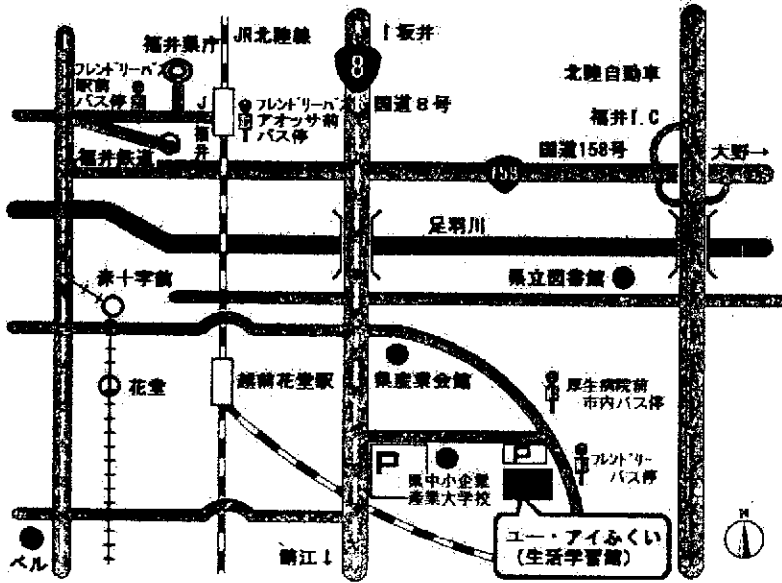 福井県庁
JR北陸線
↑坂井
8
フレンドリーバス
駅前
バス停
J
R
福
井
フレンドリーバス
アオッサ前
バス停
国道8号
北陸自動車
福井I.C
国道158号
158
大野→
福井鉄道
足羽川
赤十字前
県立図書館
花堂
越前花堂駅
県産業会館
厚生病院前
市内バス停
P
P
県中小企業
産業大学校
フレンドリー
バス停
ユー・アイふくい
(生活学習館)
ベル
鯖江↓
N